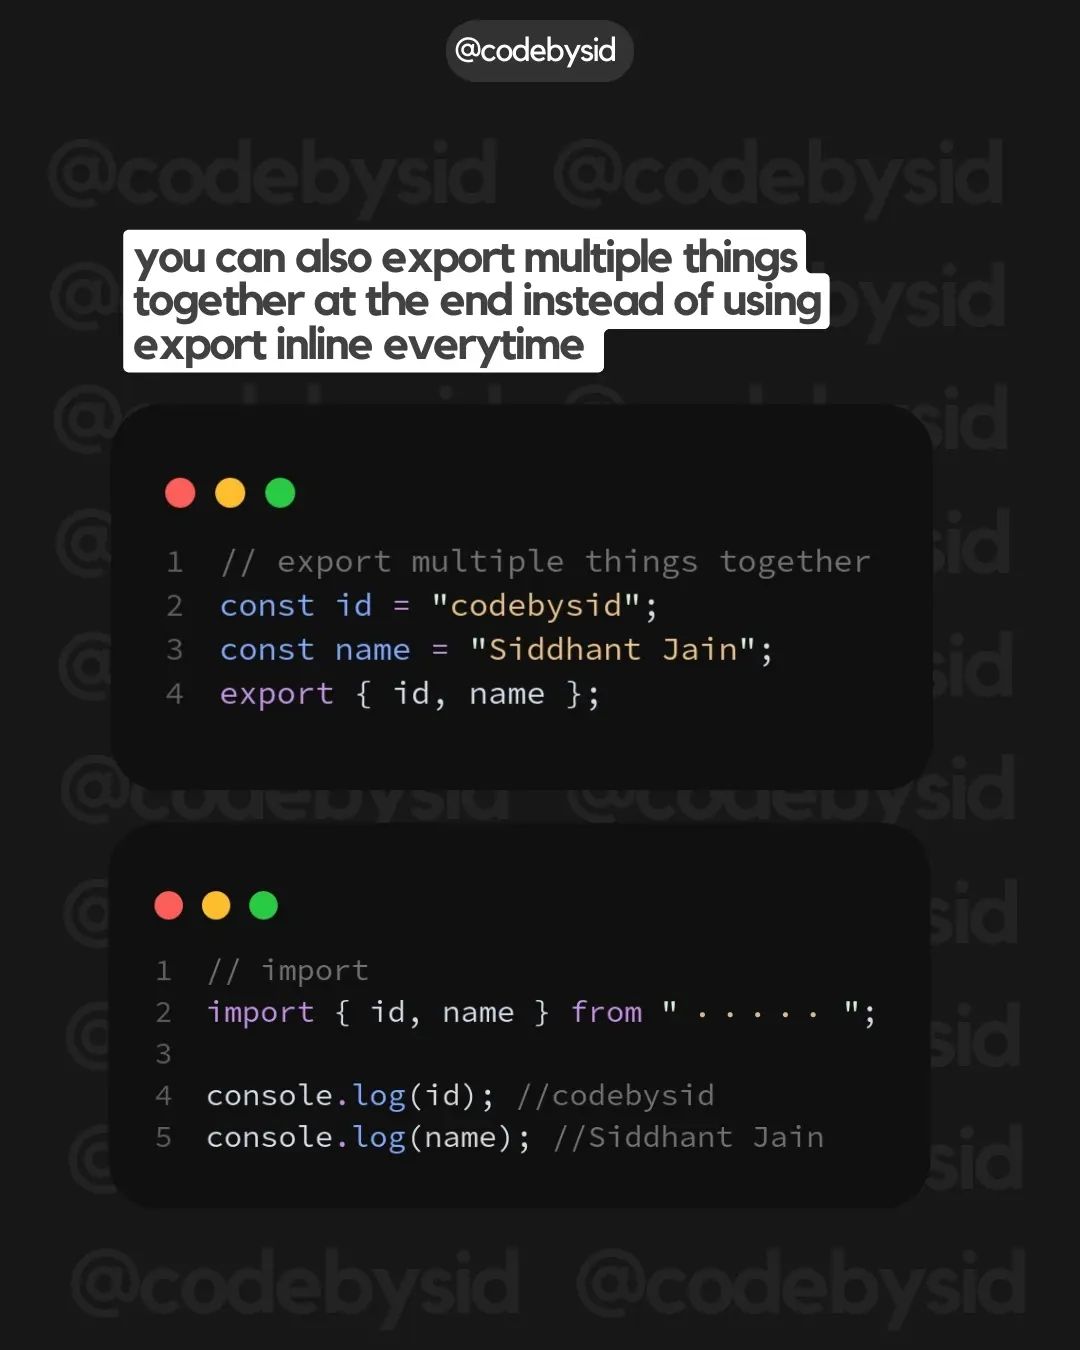 @codebysid
@codebysid @codebysid
you can also export multiple things
together at the end instead of using
export inline everytime
1 // export multiple things together
2 const id = "codebysid";
3 const name = "Siddhant Jain";
4 export { id, name };
1 // import
2 import { id, name } from " · · · · · ";
3
4 console.log(id); //codebysid
5 console.log(name); //Siddhant Jain
@codebysid @codebysid